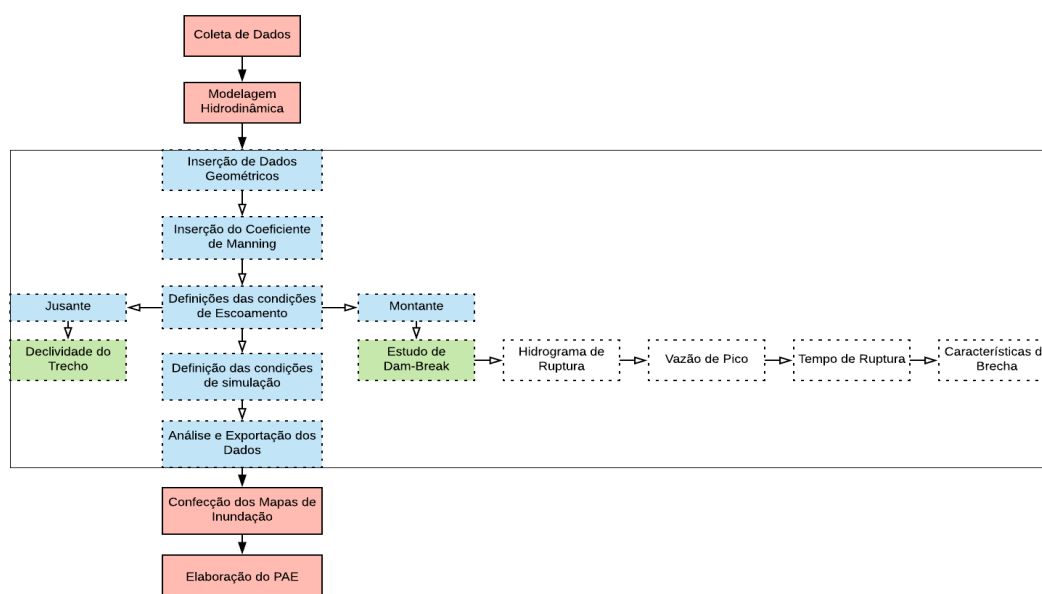 Coleta de Dados
Modelagem
Hidrodinâmica
Inserção de Dados
Geométricos
Inserção do Coeficiente
de Manning
Jusante
Definições das condições
de Escoamento
Montante
Declividade do
Trecho
Definição das condições
de simulação
Estudo de
Dam-Break
Hidrograma de
Ruptura
Vazão de Pico
Tempo de Ruptura
Características d
Brecha
Análise e Exportação dos
Dados
Confecção dos Mapas de
Inundação
Elaboração do PAE